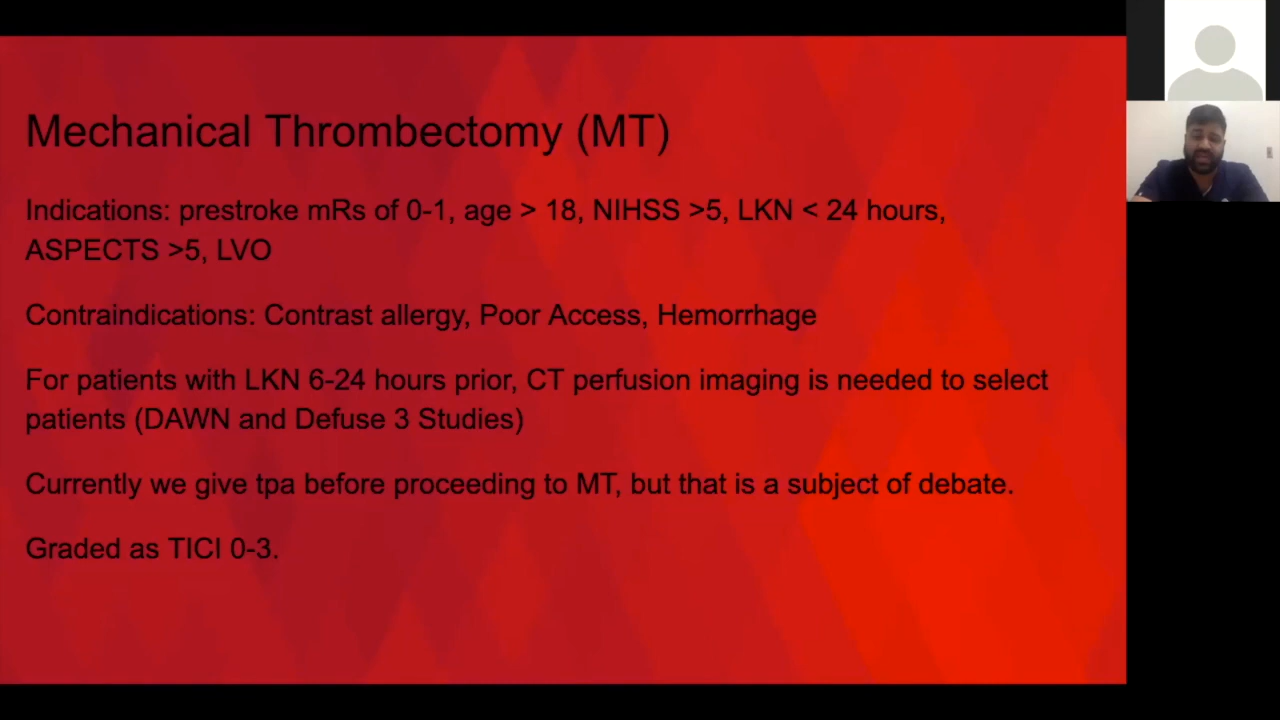 Mechanical Thrombectomy (MT)
Indications: prestroke mRs of 0-1, age > 18, NIHSS >5, LKN < 24 hours,
ASPECTS >5, LVO
Contraindications: Contrast allergy, Poor Access, Hemorrhage
For patients with LKN 6-24 hours prior, CT perfusion imaging is needed to select
patients (DAWN and Defuse 3 Studies)
Currently we give tpa before proceeding to MT, but that is a subject of debate.
Graded as TICI 0-3.